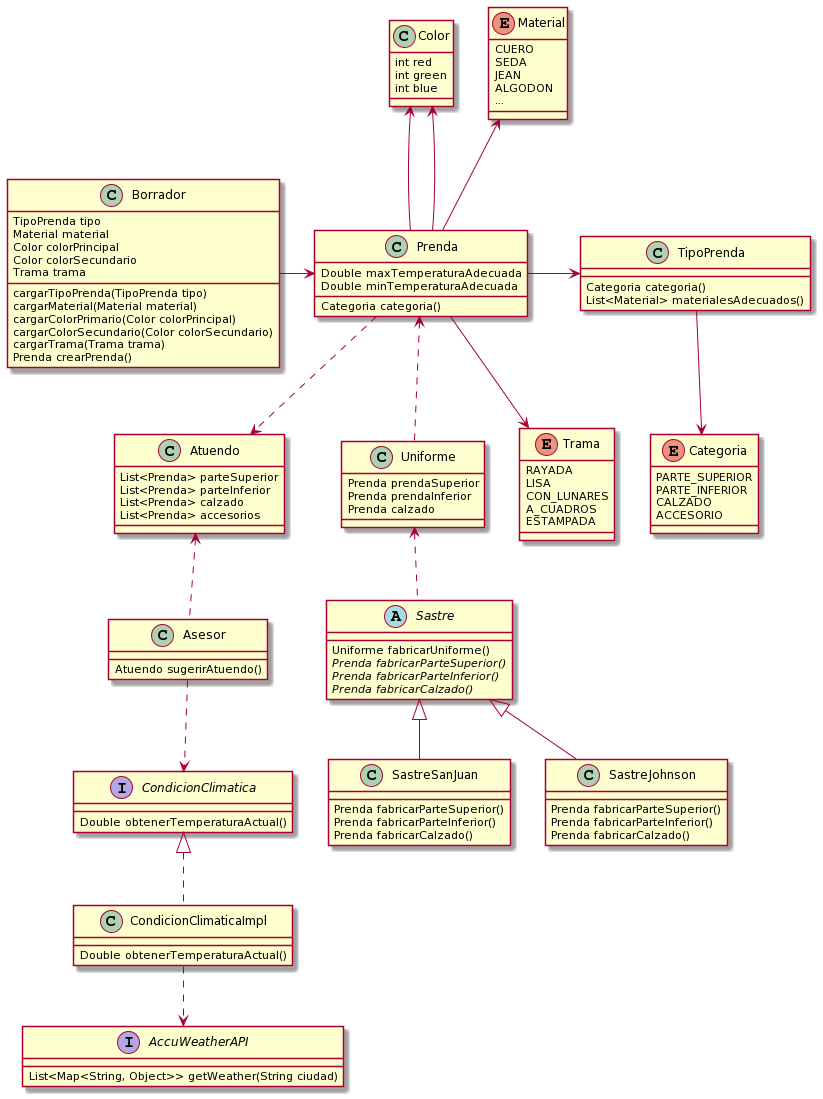 C Color
int red
int green
int blue
E Material
CUERO
SEDA
JEAN
ALGODON
...
C Borrador
TipoPrenda tipo
Material material
Color colorPrincipal
Color colorSecundario
Trama trama
cargarTipoPrenda(TipoPrenda tipo)
cargarMaterial(Material material)
cargarColorPrimario(Color colorPrincipal)
cargarColorSecundario(Color colorSecundario)
cargarTrama(Trama trama)
Prenda crearPrenda()
C Prenda
Double maxTemperaturaAdecuada
Double minTemperaturaAdecuada
Categoria categoria()
C TipoPrenda
Categoria categoria()
List<Material> materialesAdecuados()
C Atuendo
List<Prenda> parteSuperior
List<Prenda> parteInferior
List<Prenda> calzado
List<Prenda> accesorios
C Uniforme
Prenda prendaSuperior
Prenda prendaInferior
Prenda calzado
E Trama
RAYADA
LISA
CON_LUNARES
A_CUADROS
ESTAMPADA
E Categoria
PARTE_SUPERIOR
PARTE_INFERIOR
CALZADO
ACCESORIO
C Asesor
Atuendo sugerirAtuendo()
A Sastre
Uniforme fabricarUniforme()
Prenda fabricarParteSuperior()
Prenda fabricarParteInferior()
Prenda fabricarCalzado()
I CondicionClimatica
Double obtenerTemperaturaActual()
C SastreSanJuan
Prenda fabricarParteSuperior()
Prenda fabricarParteInferior()
Prenda fabricarCalzado()
C SastreJohnson
Prenda fabricarParteSuperior()
Prenda fabricarParteInferior()
Prenda fabricarCalzado()
C CondicionClimaticaImpl
Double obtenerTemperaturaActual()
I AccuWeatherAPI
List<Map<String, Object>> getWeather(String ciudad)